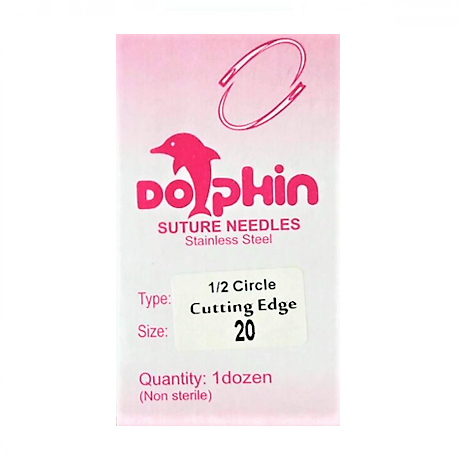 Dolphin
SUTURE NEEDLES
Stainless Steel
Type: 1/2 Circle
Cutting Edge
Size: 20
Quantity: 1dozen
(Non sterile)